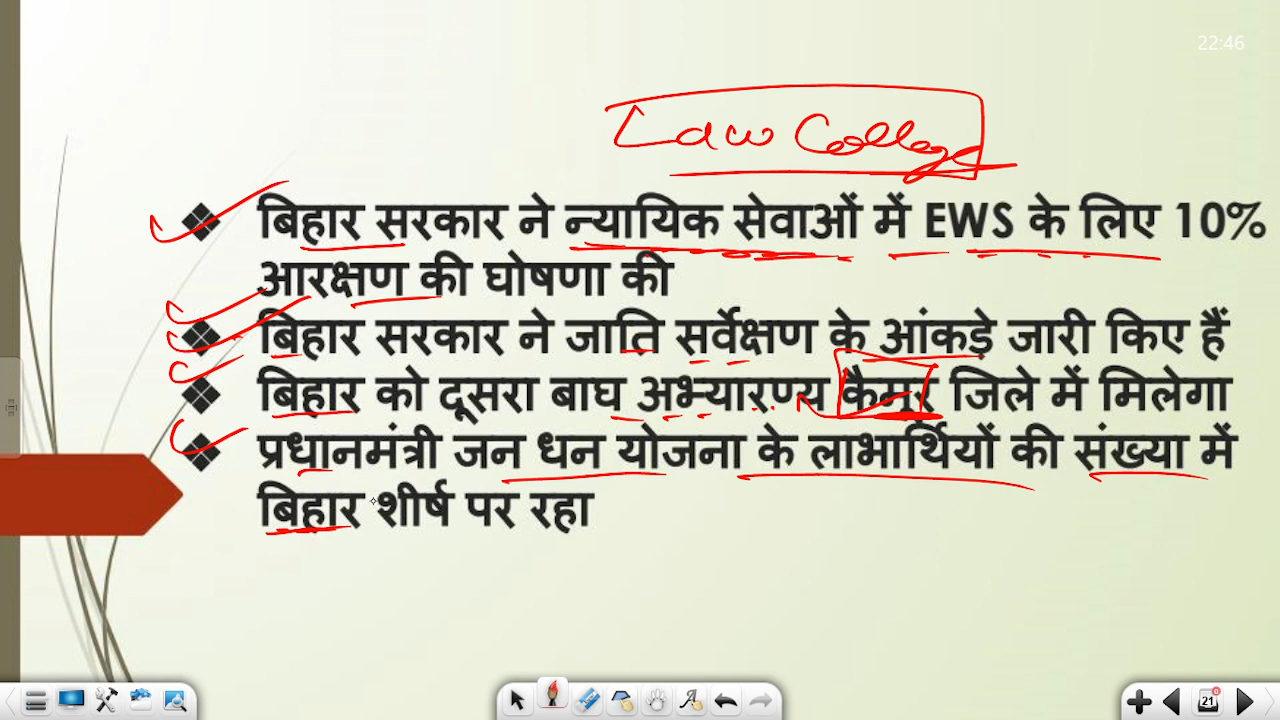 22:46
Law College
बिहार सरकार ने न्यायिक सेवाओं में EWS के लिए 10%
आरक्षण की घोषणा की
बिहार सरकार ने जाति सर्वेक्षण के आंकड़े जारी किए हैं
बिहार को दूसरा बाघ अभ्यारण्य कैमूर जिले में मिलेगा
प्रधानमंत्री जन धन योजना के लाभार्थियों की संख्या में
बिहार शीर्ष पर रहा
21